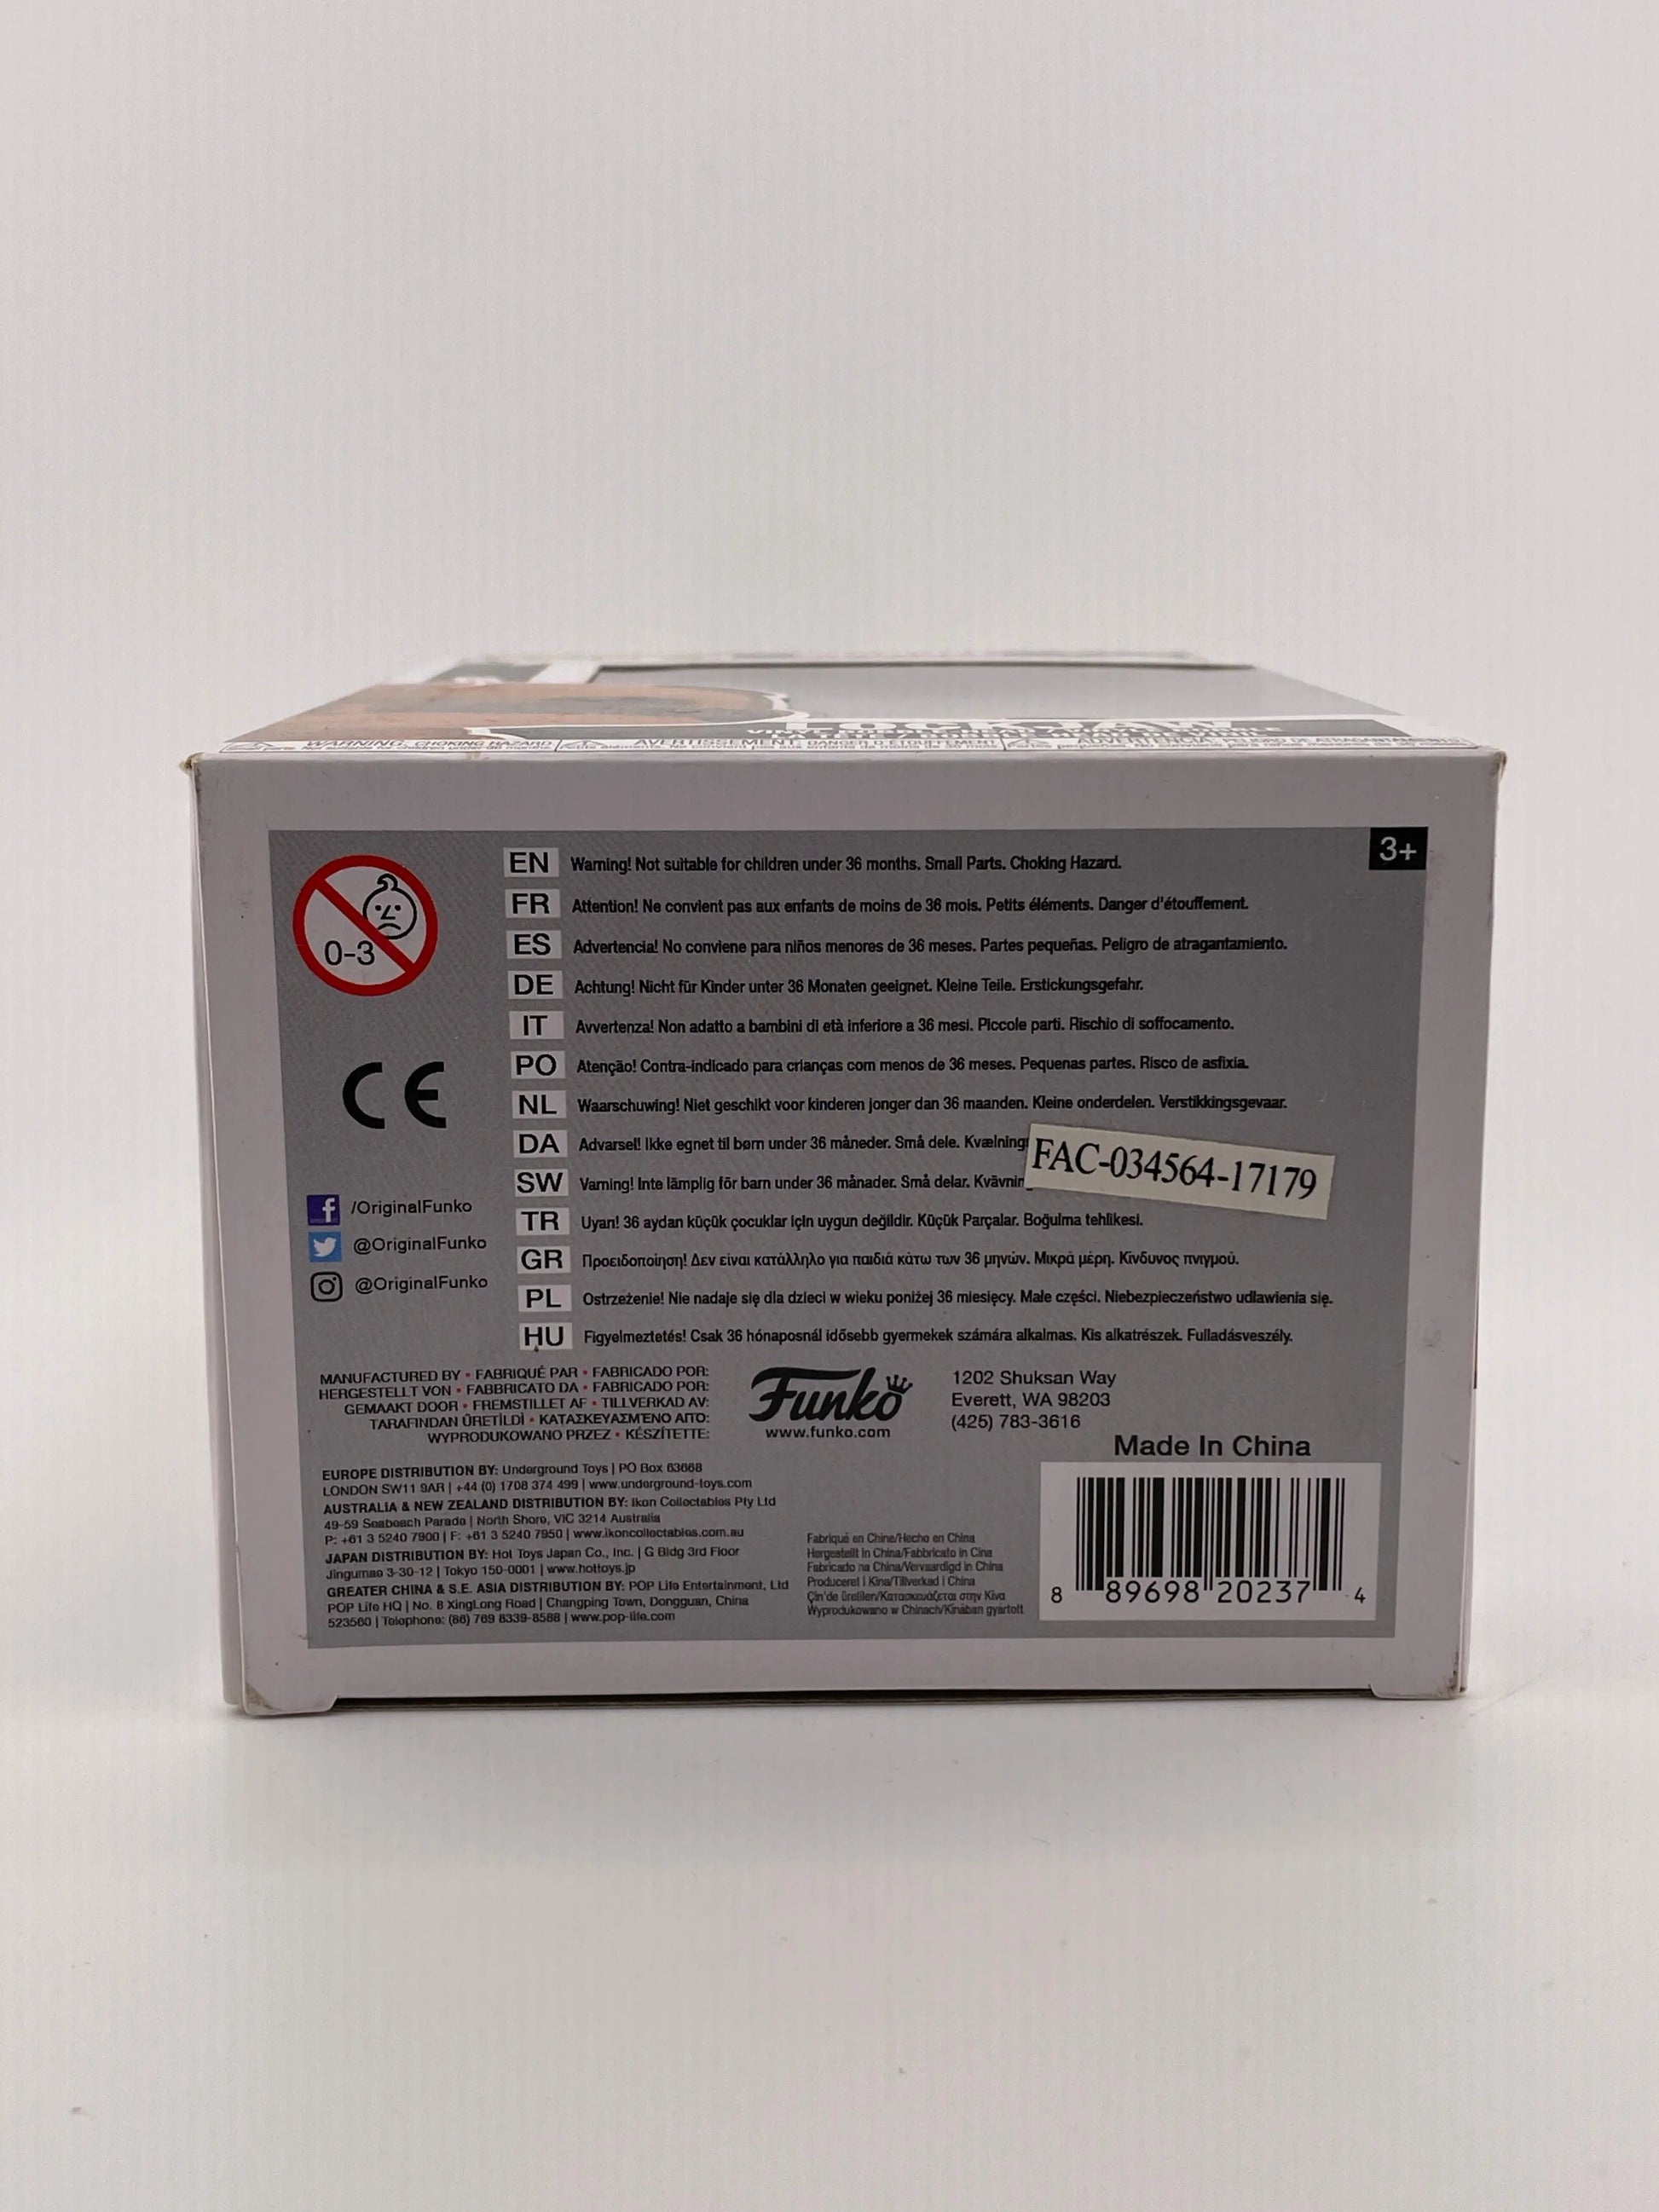 LOCKJAW
WARNING: CHOKING HAZARD
AVERTISSEMENT: DANGER D'ÉTOUFFEMENT
3+
0-3
EN Warning! Not suitable for children under 36 months. Small Parts. Choking Hazard.
FR Attention! Ne convient pas aux enfants de moins de 36 mois. Petits éléments. Danger d'étouffement.
ES Advertencia! No conviene para niños menores de 36 meses. Partes pequeñas. Peligro de atragantamiento.
DE Achtung! Nicht für Kinder unter 36 Monaten geeignet. Kleine Teile. Erstickungsgefahr.
IT Avvertenza! Non adatto a bambini di età inferiore a 36 mesi. Piccole parti. Rischio di soffocamento.
PO Atenção! Contra-indicado para crianças com menos de 36 meses. Pequenas partes. Risco de asfixia.
NL Waarschuwing! Niet geschikt voor kinderen jonger dan 36 maanden. Kleine onderdelen. Verstikkingsgevaar.
DA Advarsel! Ikke egnet til børn under 36 måneder. Små dele. Kvælning
SW Varning! Inte lämplig för barn under 36 månader. Små delar. Kvävnin
FAC-034564-17179
TR Uyarı! 36 aydan küçük çocuklar için uygun değildir. Küçük Parçalar. Boğulma tehlikesi.
GR Προειδοποίηση! Δεν είναι κατάλληλο για παιδιά κάτω των 36 μηνών. Μικρά μέρη. Κίνδυνος πνιγμού.
PL Ostrzeżenie! Nie nadaje się dla dzieci w wieku poniżej 36 miesięcy. Małe części. Niebezpieczeństwo udławienia się.
HU Figyelmeztetés! Csak 36 hónaposnál idősebb gyermekek számára alkalmas. Kis alkatrészek. Fulladásveszély.
CE
/OriginalFunko
@OriginalFunko
@OriginalFunko
MANUFACTURED BY • FABRIQUÉ PAR • FABRICADO POR:
HERGESTELLT VON • FABBRICATO DA • FABRICADO POR:
GEMAAKT DOOR • FREMSTILLET AF • TILLVERKAD AV:
TARAFINDAN ÜRETİLDİ • ΚΑΤΑΣΚΕΥΑΣΜΈΝΟ ΑΠΌ:
WYPRODUKOWANO PRZEZ • KÉSZÍTETTE:
Funko
www.funko.com
1202 Shuksan Way
Everett, WA 98203
(425) 783-3616
Made In China
EUROPE DISTRIBUTION BY: Underground Toys | PO Box 63668
LONDON SW11 9AR | +44 (0) 1708 374 499 | www.underground-toys.com
AUSTRALIA & NEW ZEALAND DISTRIBUTION BY: Ikon Collectables Pty Ltd
49-59 Seabeach Parade | North Shore, VIC 3214 Australia
P: +61 3 5240 7900 | F: +61 3 5240 7950 | www.ikoncollectables.com.au
JAPAN DISTRIBUTION BY: Hot Toys Japan Co., Inc. | G Bldg 3rd Floor
Jingumae 3-30-12 | Tokyo 150-0001 | www.hottoys.jp
GREATER CHINA & S.E. ASIA DISTRIBUTION BY: POP Life Entertainment, Ltd
POP Life HQ | No. 8 XingLong Road | Changping Town, Dongguan, China
523560 | Telephone: (86) 769 8339-8588 | www.pop-life.com
Fabriqué en Chine/Hecho en China
Hergestellt in China/Fabbricato in Cina
Fabricado na China/Vervaardigd in China
Produceret i Kina/Tillverkad i China
Çin'de üretilen/Κατασκευάζεται στην Κίνα
Wyprodukowano w Chinach/Kínában gyártott
8 89698 20237 4